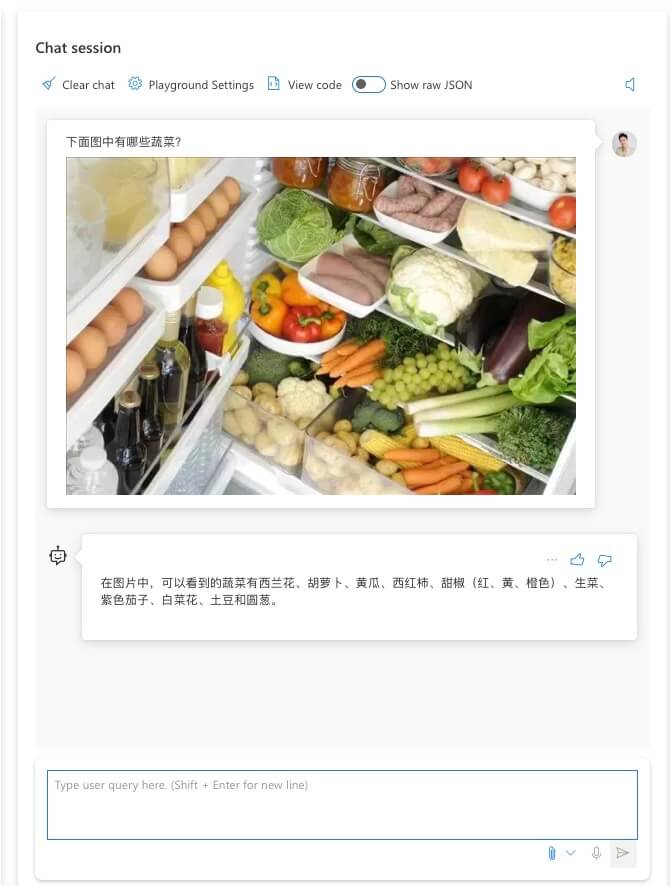 Chat session
Clear chat Playground Settings View code Show raw JSON
下面图中有哪些蔬菜?
在图片中，可以看到的蔬菜有西兰花、胡萝卜、黄瓜、西红柿、甜椒（红、黄、橙色）、生菜、
紫色茄子、白菜花、土豆和圆葱。
Type user query here. (Shift + Enter for new line)